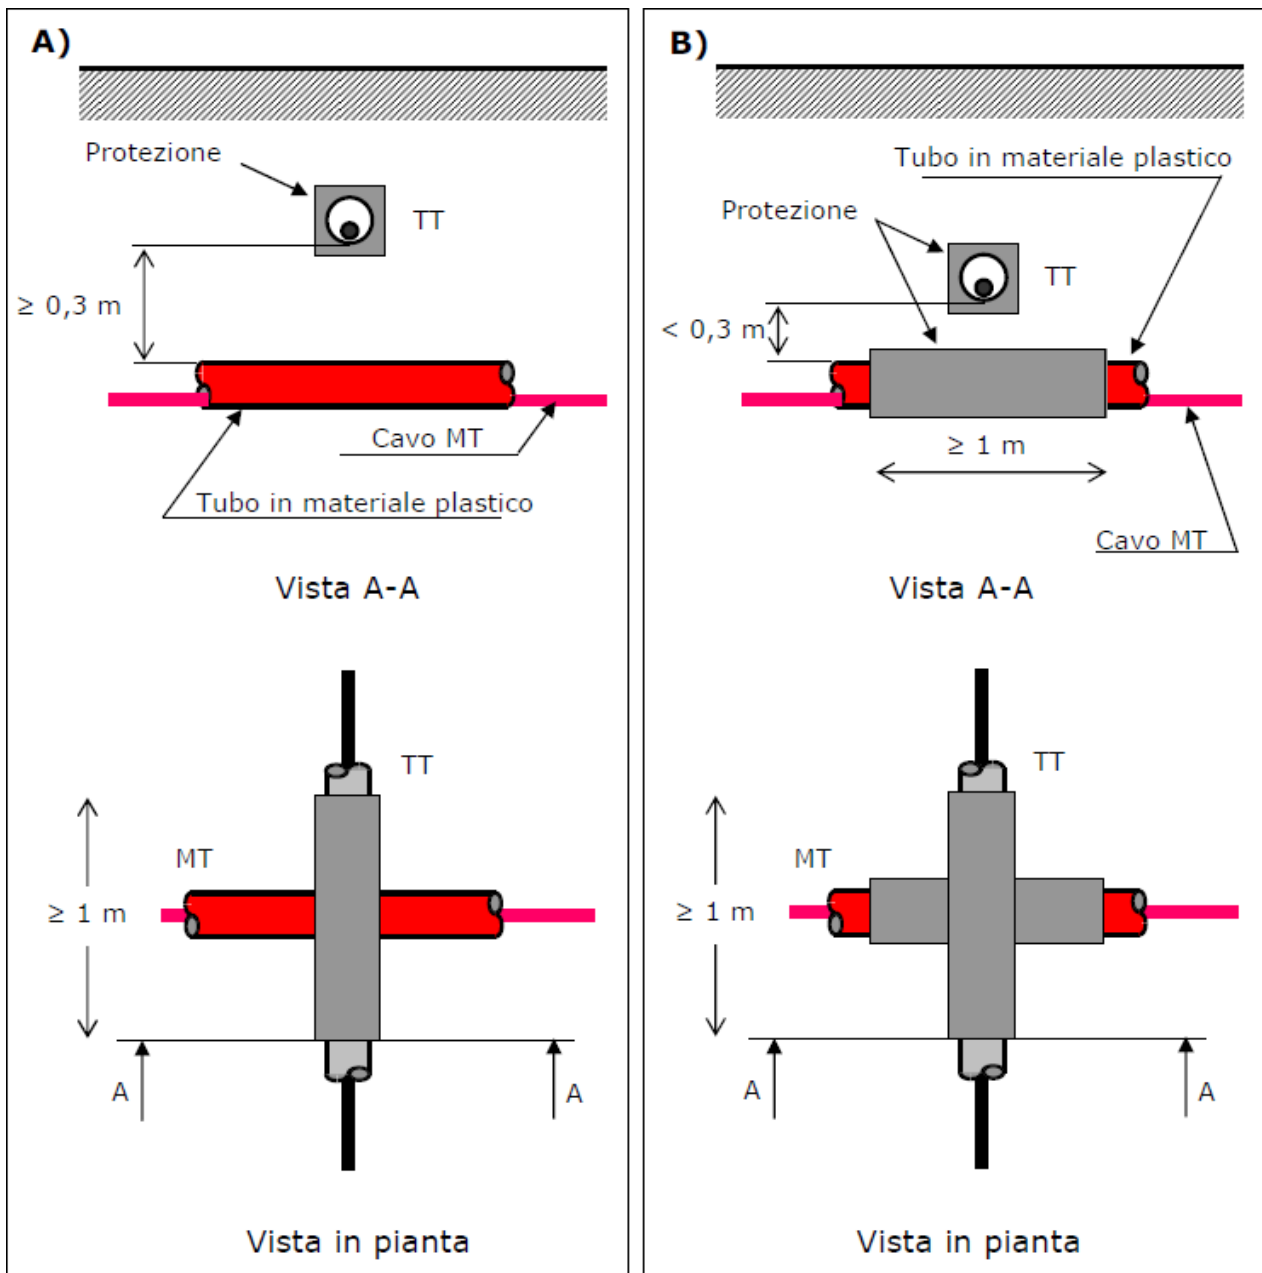 A)
Protezione
TT
≥ 0,3 m
Cavo MT
Tubo in materiale plastico
Vista A-A
TT
MT
≥ 1 m
A
A
Vista in pianta
B)
Tubo in materiale plastico
Protezione
TT
< 0,3 m
≥ 1 m
Cavo MT
Vista A-A
TT
MT
≥ 1 m
A
A
Vista in pianta